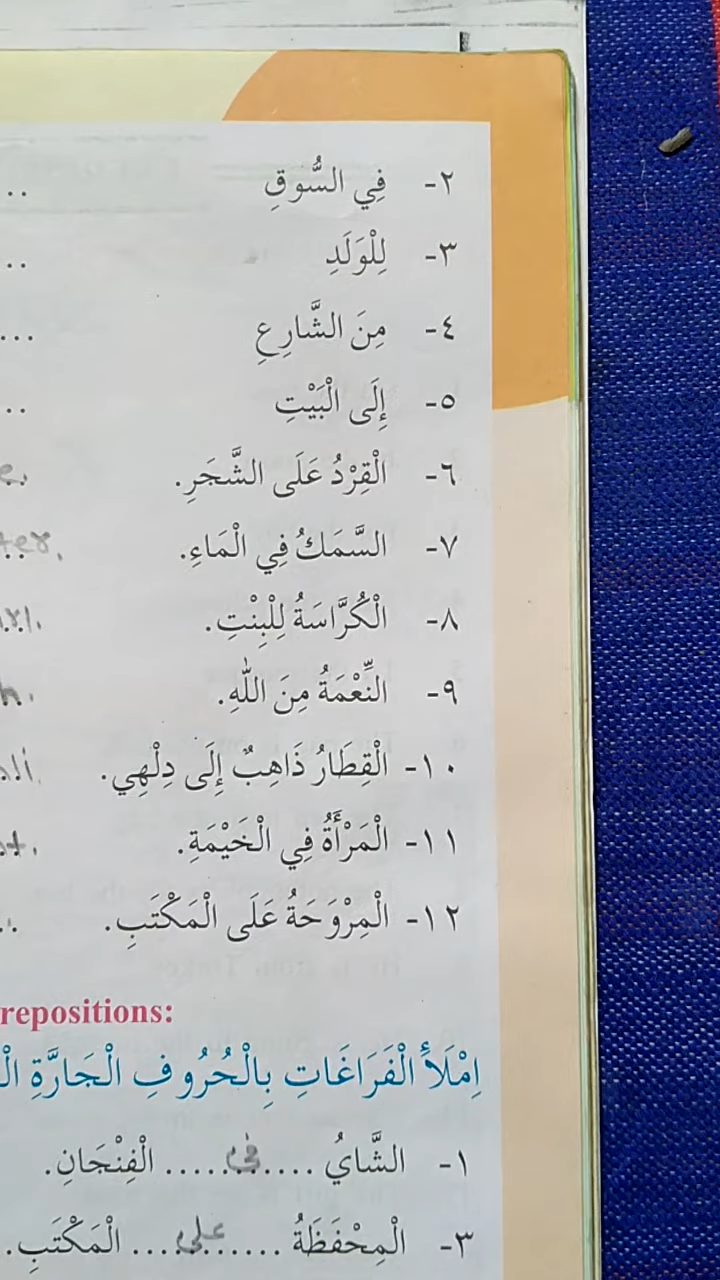 ٢- فِي السُّوقِ ..
٣- لِلْوَلَدِ ..
٤- مِنَ الشَّارِعِ ...
٥- إِلَى الْبَيْتِ ..
٦- الْقِرْدُ عَلَى الشَّجَرِ.
٧- السَّمَكُ فِي الْمَاءِ.
٨- الْكُرَّاسَةُ لِلْبِنْتِ.
٩- النِّعْمَةُ مِنَ اللهِ.
١٠- الْقِطَارُ ذَاهِبٌ إِلَى دِلْهِي.
١١- الْمَرْأَةُ فِي الْخَيْمَةِ.
١٢- الْمِرْوَحَةُ عَلَى الْمَكْتَبِ.
repositions:
اِمْلَأْ الْفَرَاغَاتِ بِالْحُرُوفِ الْجَارَّةِ
١- الشَّايُ .... في .... الْفِنْجَانِ.
٣- الْمِحْفَظَةُ .... على .... الْمَكْتَبِ.